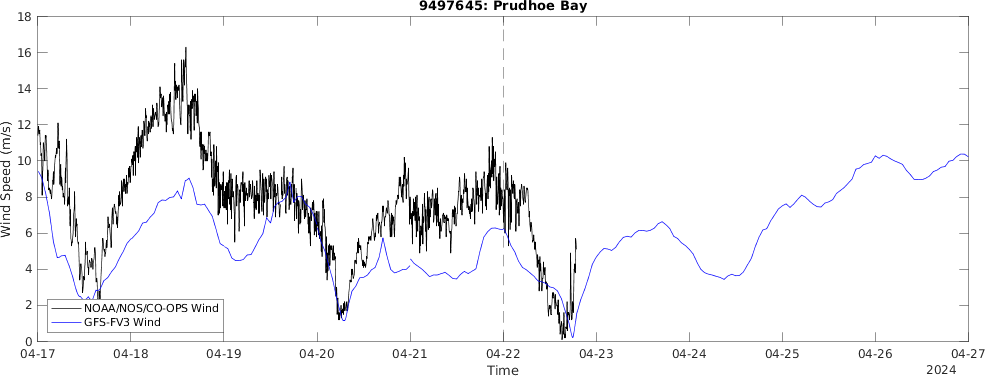 9497645: Prudhoe Bay
18
16
14
12
10
8
6
4
2
0
Wind Speed (m/s)
NOAA/NOS/CO-OPS Wind
GFS-FV3 Wind
04-17 04-18 04-19 04-20 04-21 04-22 04-23 04-24 04-25 04-26 04-27
Time
2024